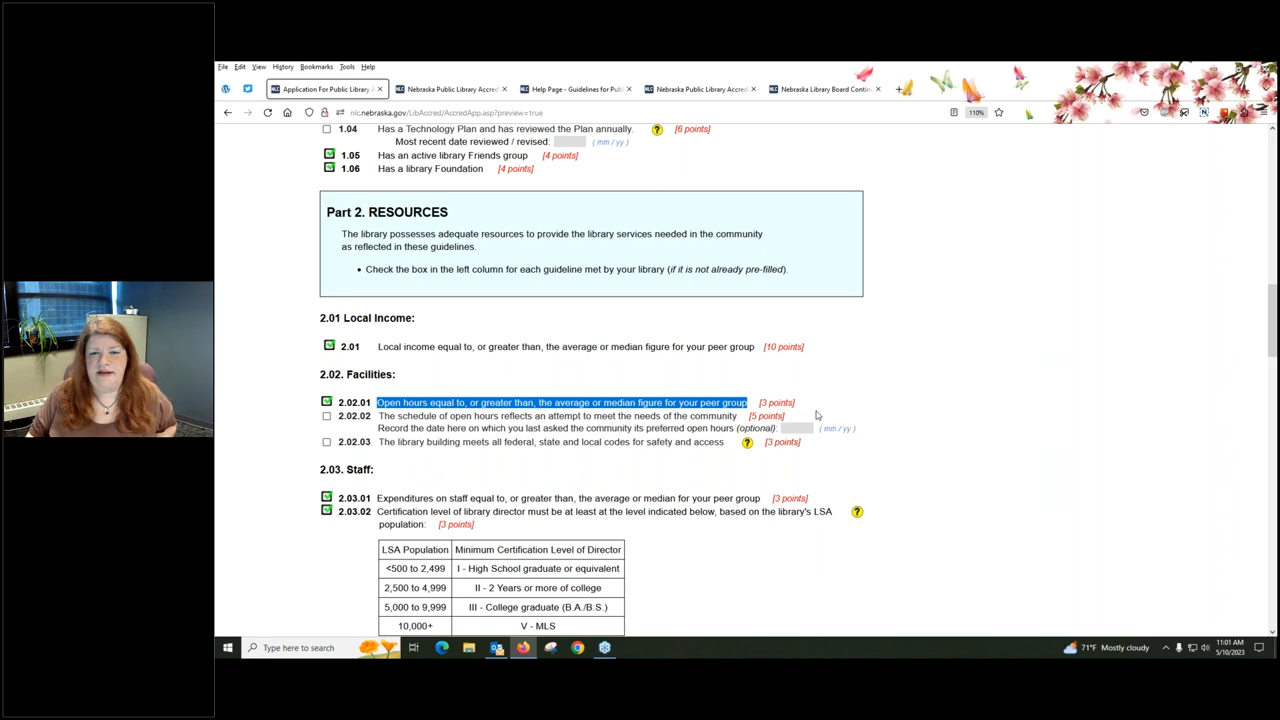 File Edit View History Bookmarks Tools Help
Application For Public Library A
Nebraska Public Library Accred
Help Page - Guidelines for Publi
Nebraska Public Library Accred
Nebraska Library Board Contin
nlc.nebraska.gov/LibAccred/AccredApp.asp?preview=true
110%
1.04 Has a Technology Plan and has reviewed the Plan annually. ? [6 points]
Most recent date reviewed / revised: ( mm / yy )
1.05 Has an active library Friends group [4 points]
1.06 Has a library Foundation [4 points]
Part 2. RESOURCES
The library possesses adequate resources to provide the library services needed in the community
as reflected in these guidelines.
• Check the box in the left column for each guideline met by your library (if it is not already pre-filled).
2.01 Local Income:
2.01 Local income equal to, or greater than, the average or median figure for your peer group [10 points]
2.02. Facilities:
2.02.01 Open hours equal to, or greater than, the average or median figure for your peer group [3 points]
2.02.02 The schedule of open hours reflects an attempt to meet the needs of the community [5 points]
Record the date here on which you last asked the community its preferred open hours (optional): ( mm / yy )
2.02.03 The library building meets all federal, state and local codes for safety and access ? [3 points]
2.03. Staff:
2.03.01 Expenditures on staff equal to, or greater than, the average or median for your peer group [3 points]
2.03.02 Certification level of library director must be at least at the level indicated below, based on the library's LSA ?
population: [3 points]
LSA Population Minimum Certification Level of Director
<500 to 2,499 I - High School graduate or equivalent
2,500 to 4,999 II - 2 Years or more of college
5,000 to 9,999 III - College graduate (B.A./B.S.)
10,000+ V - MLS
Type here to search
71°F Mostly cloudy
11:01 AM
5/10/2023